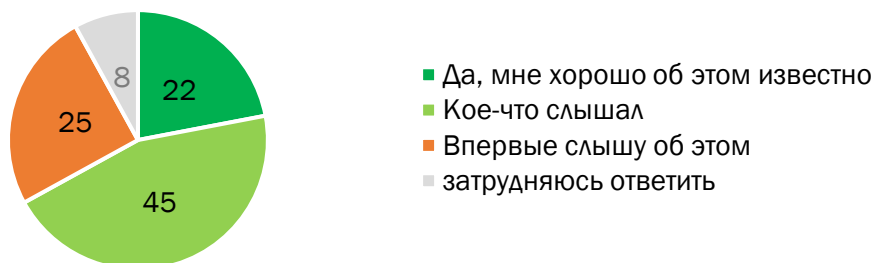 8
22
25
45
Да, мне хорошо об этом известно
Кое-что слышал
Впервые слышу об этом
затрудняюсь ответить